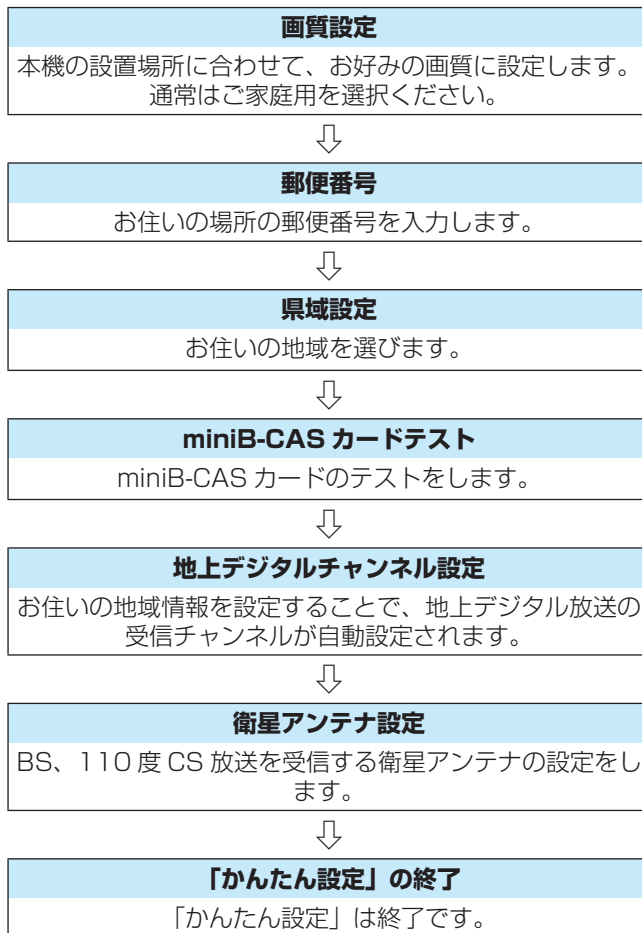 画質設定
本機の設置場所に合わせて、お好みの画質に設定します。
通常はご家庭用を選択ください。
郵便番号
お住いの場所の郵便番号を入力します。
県域設定
お住いの地域を選びます。
miniB-CAS カードテスト
miniB-CAS カードのテストをします。
地上デジタルチャンネル設定
お住いの地域情報を設定することで、地上デジタル放送の
受信チャンネルが自動設定されます。
衛星アンテナ設定
BS、110 度 CS 放送を受信する衛星アンテナの設定をし
ます。
「かんたん設定」の終了
「かんたん設定」は終了です。